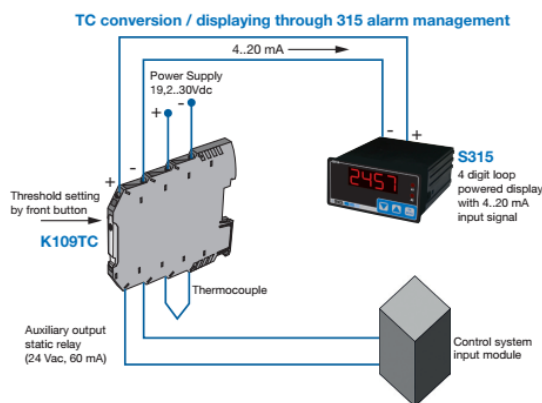 TC conversion / displaying through 315 alarm management
4..20 mA
Power Supply
19,2..30Vdc
+
-
-
+
-
+
Threshold setting
by front button
K109TC
2457
S315
4 digit loop
powered display
with 4..20 mA
input signal
Thermocouple
Auxiliary output
static relay
(24 Vac, 60 mA)
Control system
input module